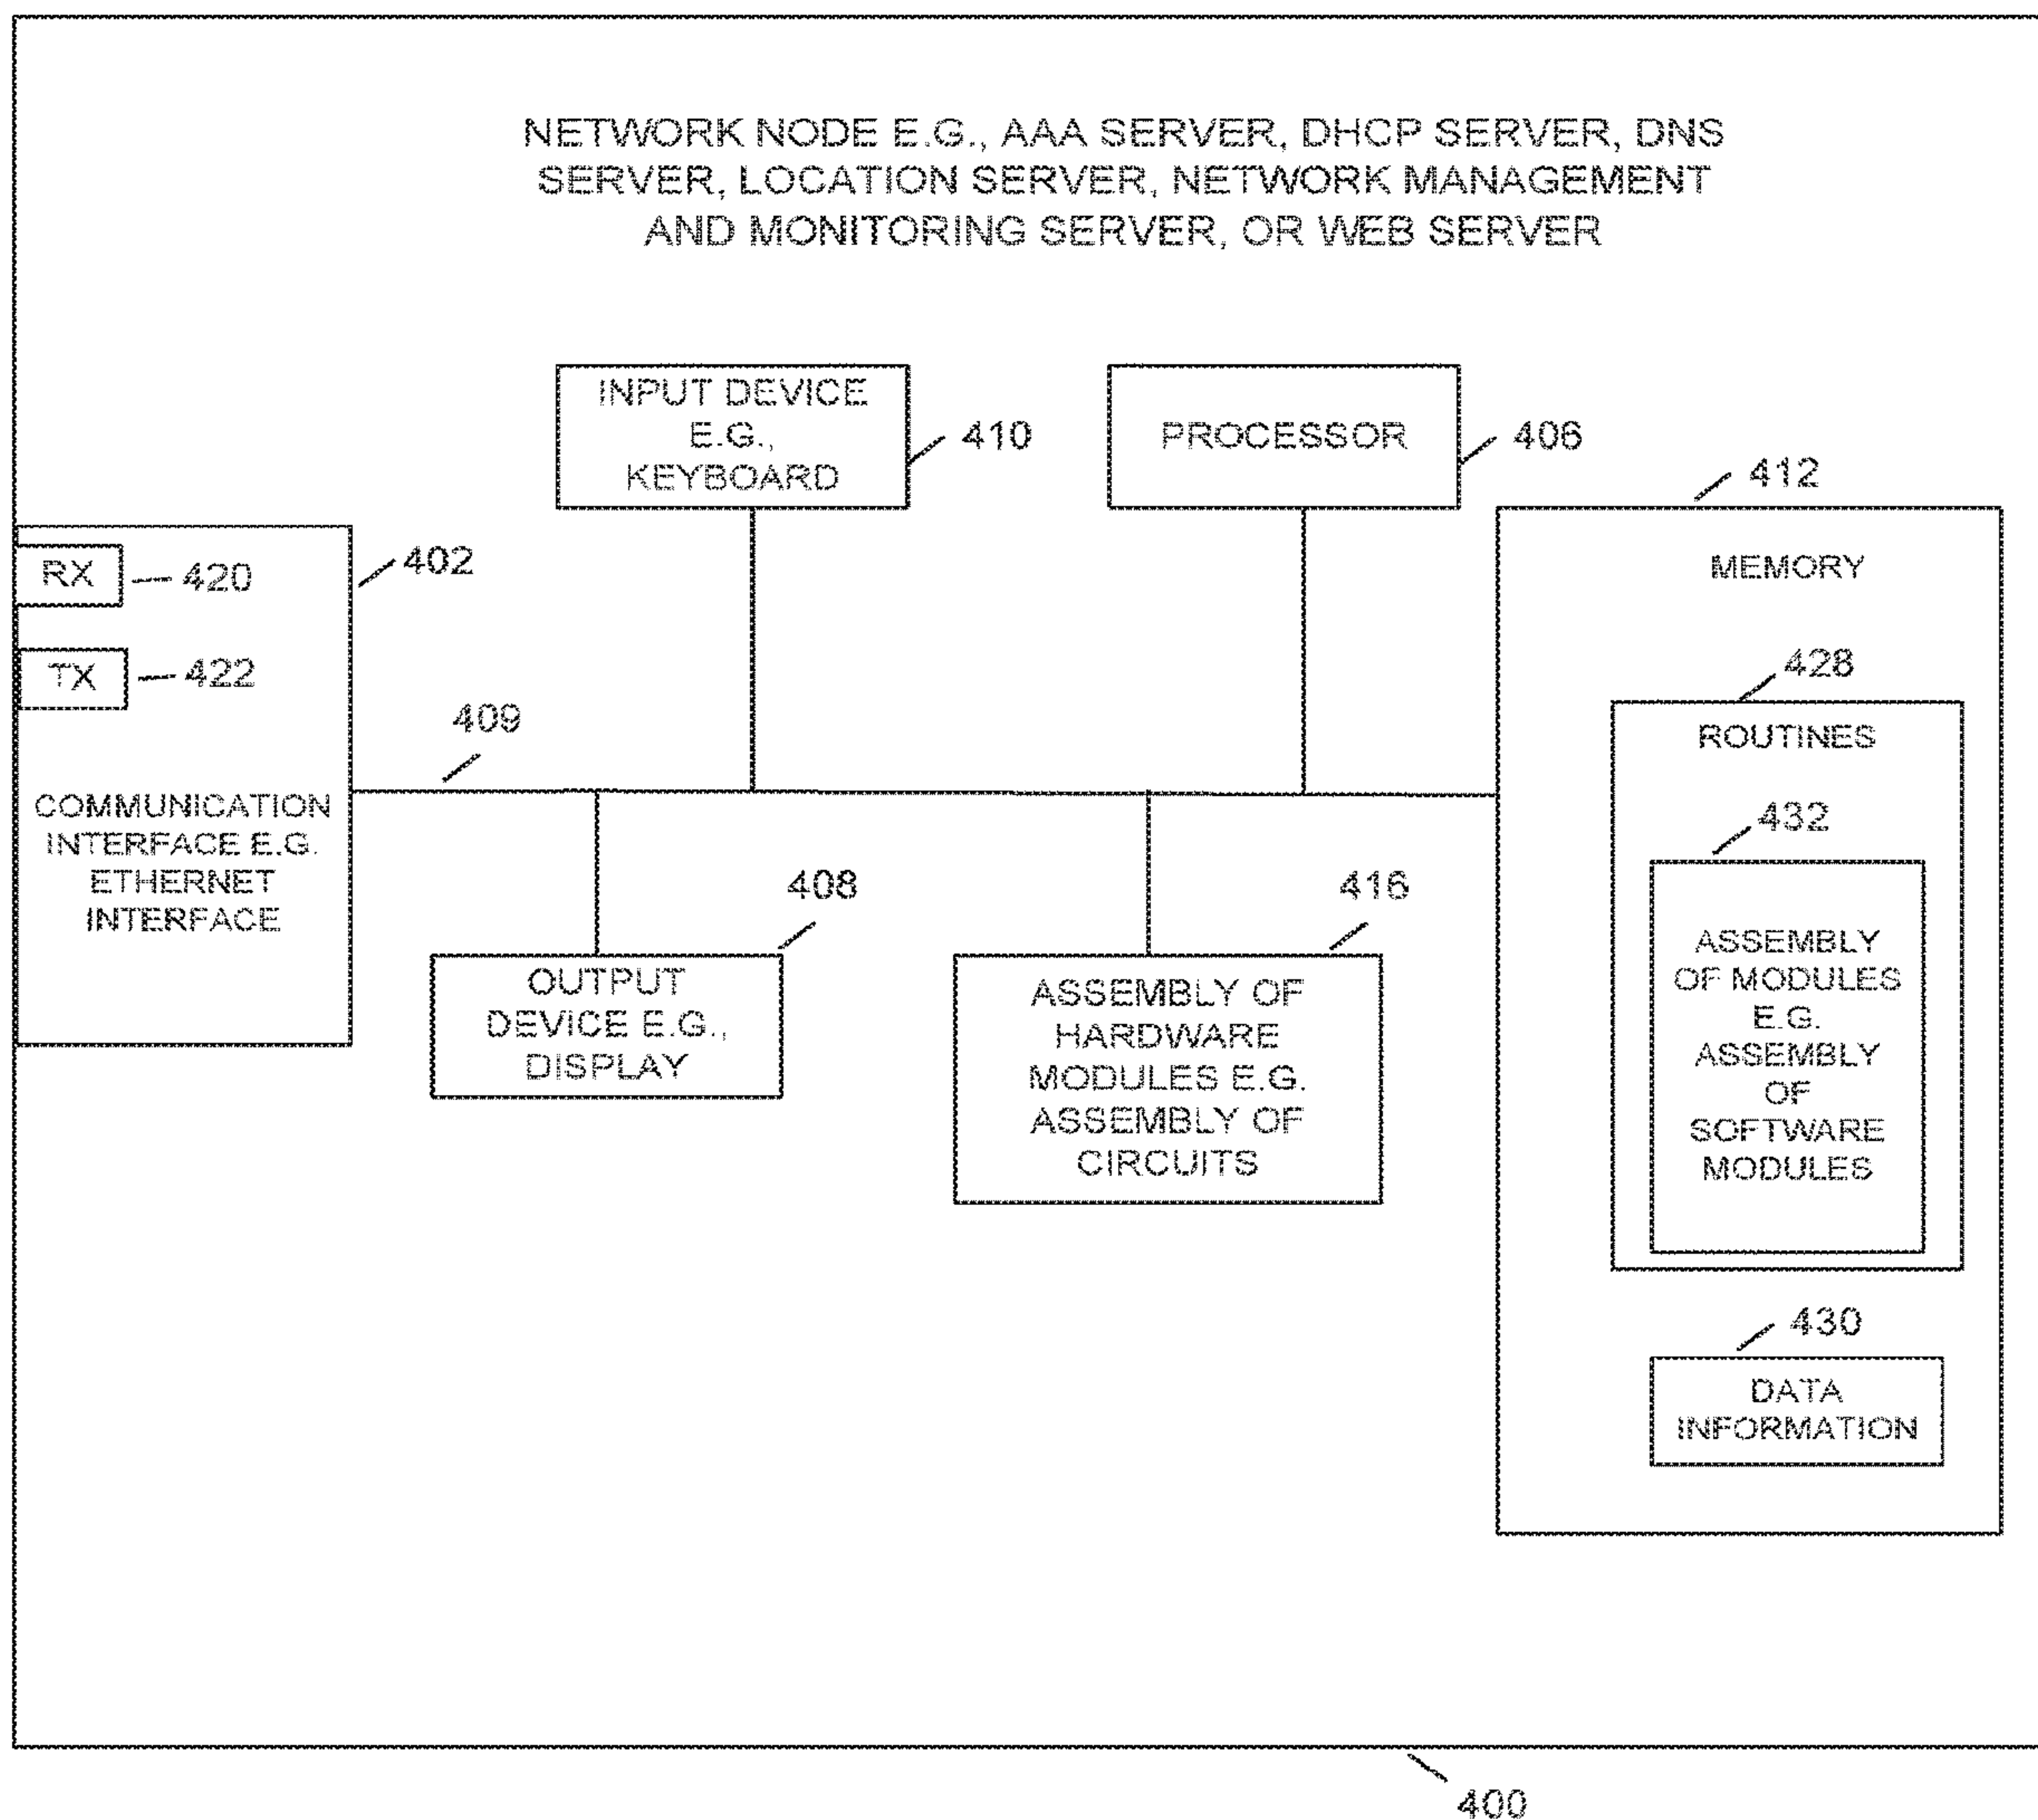 NETWORK NODE E.G., AAA SERVER, DHCP SERVER, DNS
SERVER, LOCATION SERVER, NETWORK MANAGEMENT
AND MONITORING SERVER, OR WEB SERVER
INPUT DEVICE
E.G.,
KEYBOARD
410
PROCESSOR
406
412
402
RX
420
MEMORY
TX
422
428
409
ROUTINES
COMMUNICATION
INTERFACE E.G.
ETHERNET
INTERFACE
432
408
416
OUTPUT
DEVICE E.G.,
DISPLAY
ASSEMBLY OF
HARDWARE
MODULES E.G.
ASSEMBLY OF
CIRCUITS
ASSEMBLY
OF MODULES
E.G.
ASSEMBLY
OF
SOFTWARE
MODULES
430
DATA
INFORMATION
400